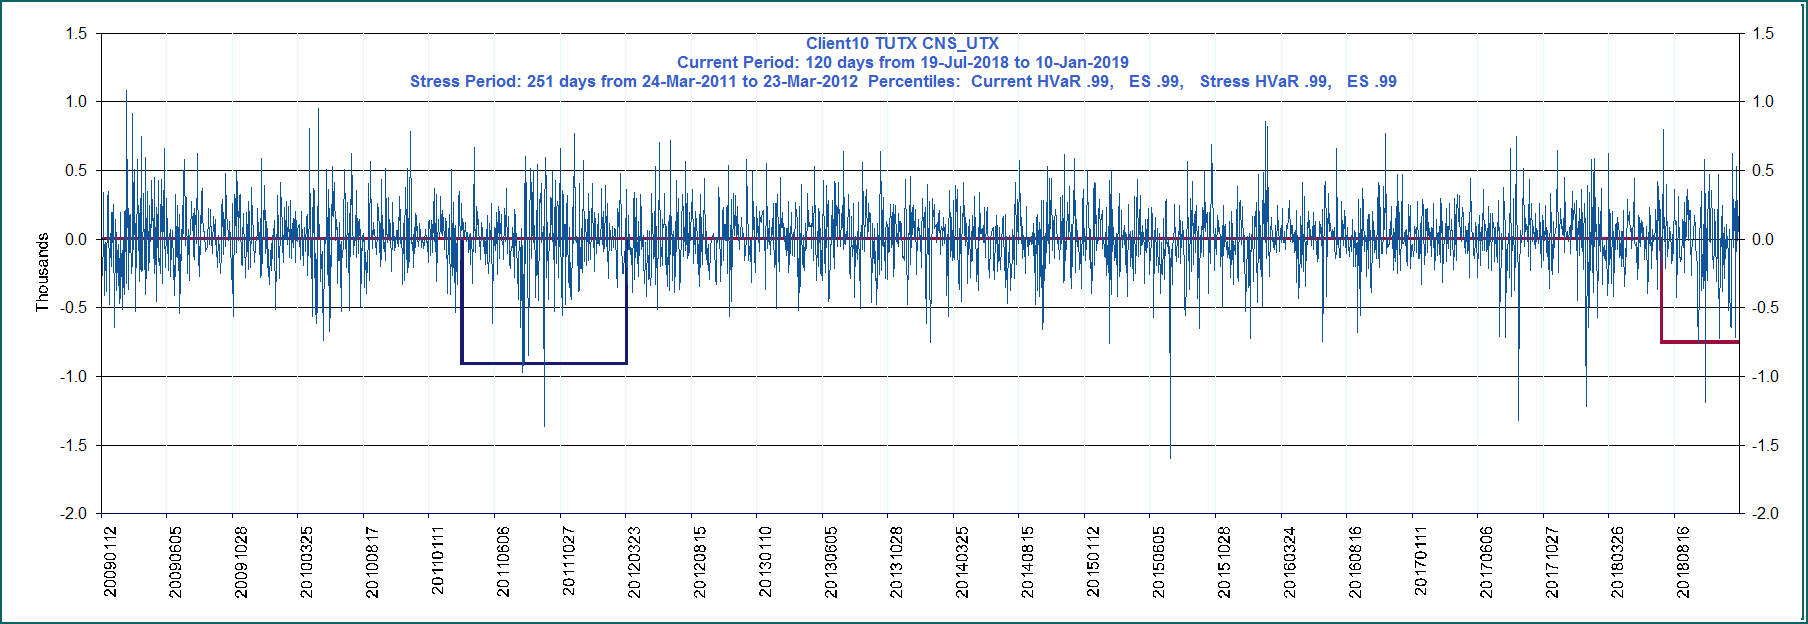 Client10 TUTX CNS_UTX
Current Period: 120 days from 19-Jul-2018 to 10-Jan-2019
Stress Period: 251 days from 24-Mar-2011 to 23-Mar-2012  Percentiles:  Current HVaR .99,   ES .99,   Stress HVaR .99,   ES .99
1.5 1.5
1.0 1.0
0.5 0.5
0.0 0.0
-0.5 -0.5
-1.0 -1.0
-1.5 -1.5
-2.0 -2.0
Thousands
20090112 20090605 20091028 20100325 20100817 20110111 20110606 20111027 20120323 20120815 20130110 20130605 20131028 20140325 20140815 20150112 20150605 20151028 20160324 20160816 20170111 20170606 20171027 20180326 20180816